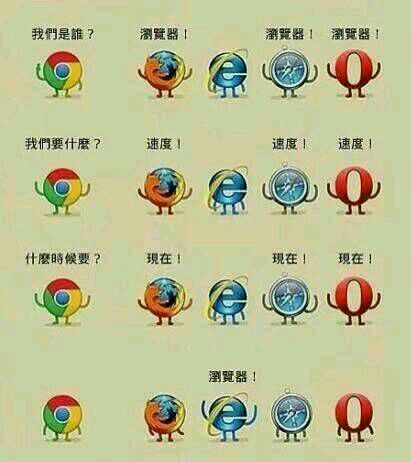 我們是誰？ 瀏覽器！ 瀏覽器！ 瀏覽器！
我們要什麼？ 速度！ 速度！ 速度！
什麼時候要？ 現在！ 現在！ 現在！
瀏覽器！